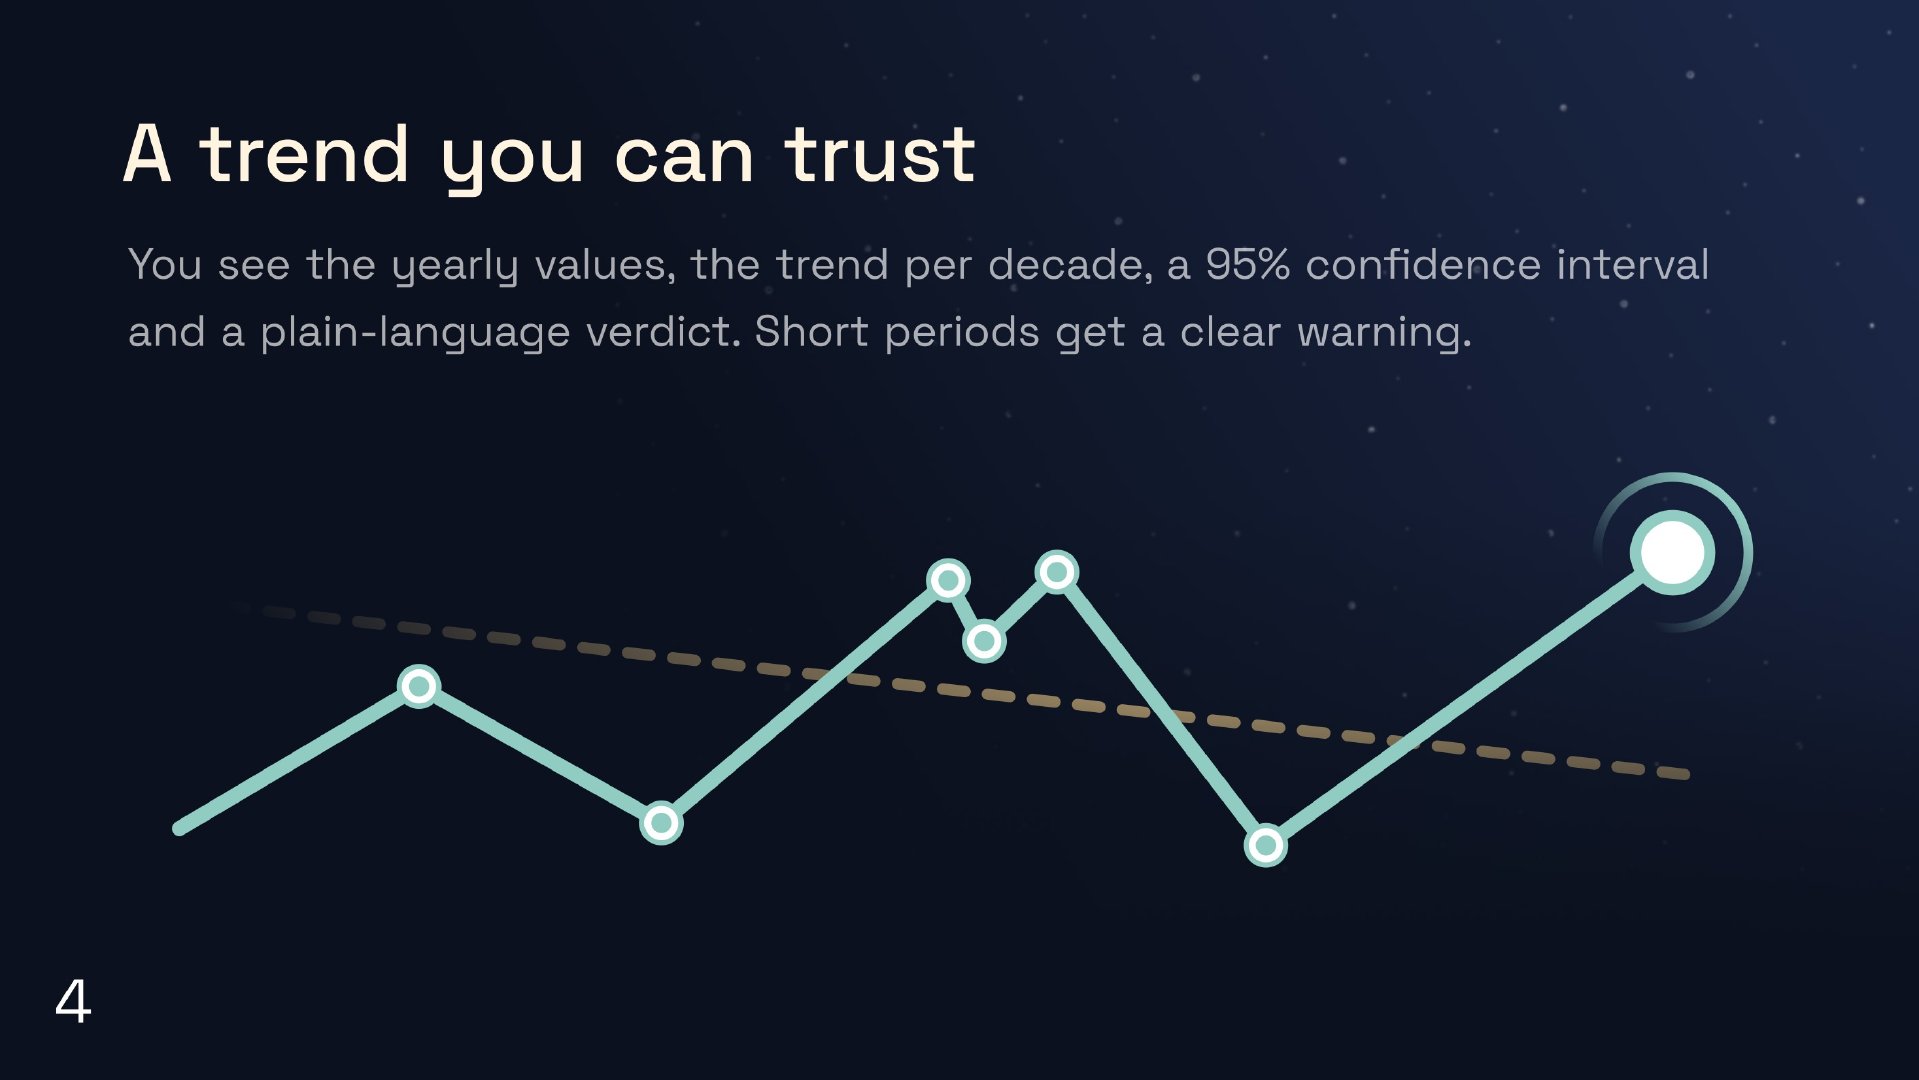 A trend you can trust
You see the yearly values, the trend per decade, a 95% confidence interval
and a plain-language verdict. Short periods get a clear warning.
4